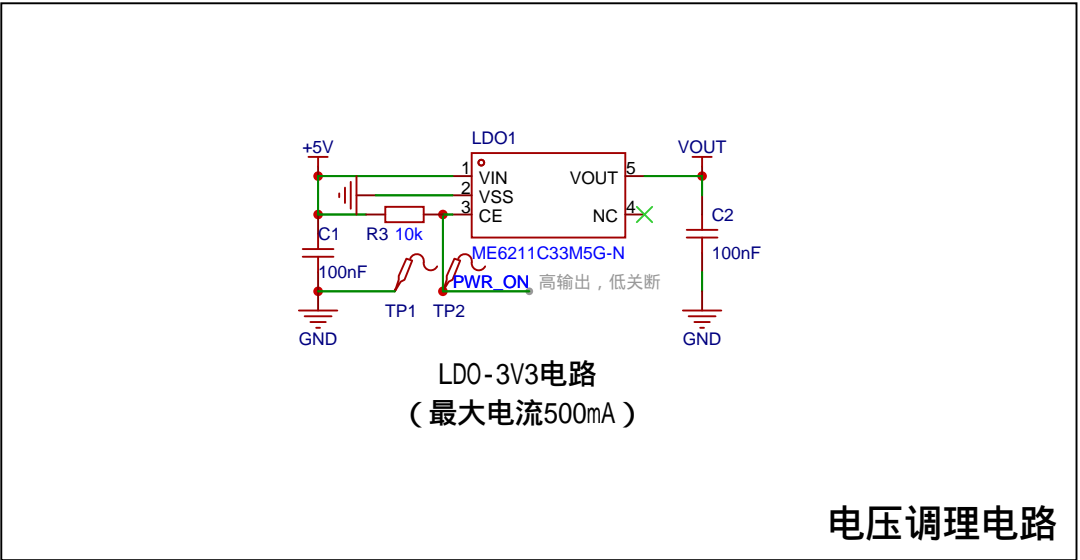 LDO1
+5V
VOUT
1
VIN
VOUT
5
2
VSS
3
CE
NC
4
C1
R3 10k
C2
100nF
ME6211C33M5G-N
100nF
PWR_ON
高输出，低关断
TP1
TP2
GND
GND
LDO-3V3电路
（最大电流500mA）
电压调理电路